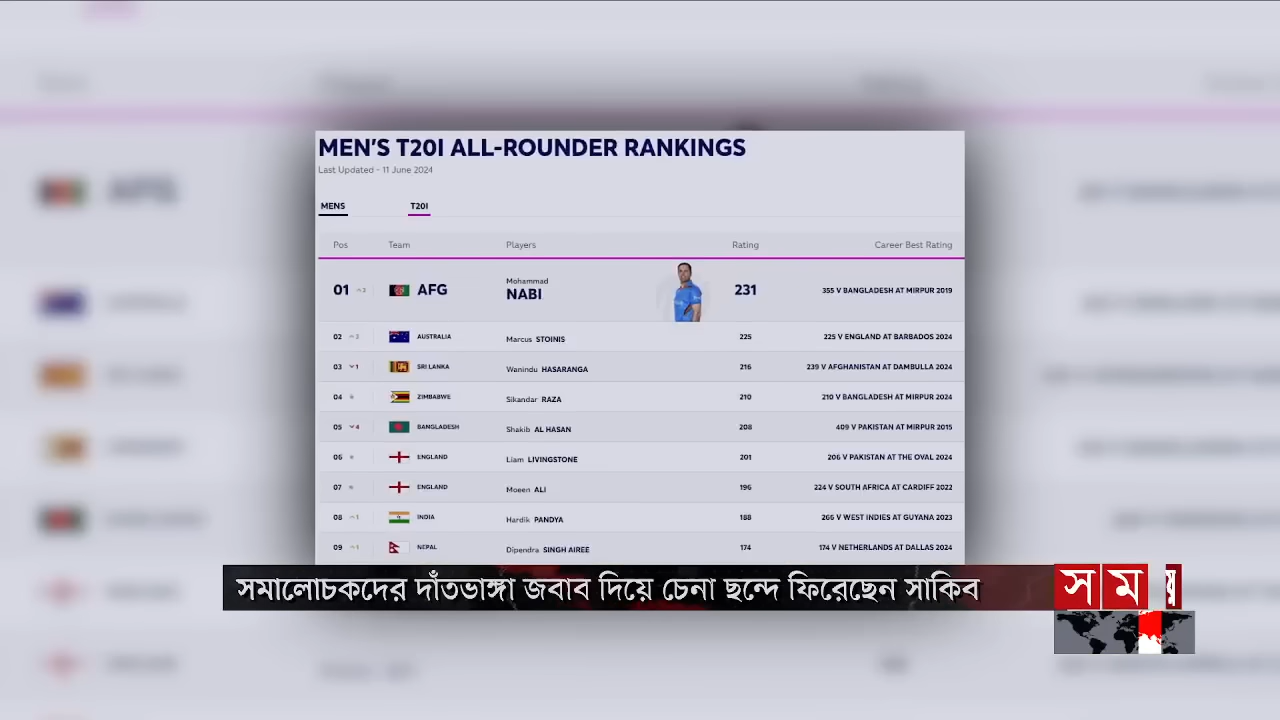 MEN'S T20I ALL-ROUNDER RANKINGS
Last Updated - 11 June 2024
MENS T20I
Pos Team Players Rating Career Best Rating
01 AFG Mohammad NABI 231 355 V BANGLADESH AT MIRPUR 2019
02 AUSTRALIA Marcus STOINIS 225 225 V ENGLAND AT BARBADOS 2024
03 1 SRI LANKA Wanindu HASARANGA 216 239 V AFGHANISTAN AT DAMBULLA 2024
04 ZIMBABWE Sikandar RAZA 210 210 V BANGLADESH AT MIRPUR 2024
05 4 BANGLADESH Shakib AL HASAN 208 409 V PAKISTAN AT MIRPUR 2015
06 ENGLAND Liam LIVINGSTONE 201 206 V PAKISTAN AT THE OVAL 2024
07 ENGLAND Moeen ALI 196 224 V SOUTH AFRICA AT CARDIFF 2022
08 1 INDIA Hardik PANDYA 188 266 V WEST INDIES AT GUYANA 2023
09 1 NEPAL Dipendra SINGH AIREE 174 174 V NETHERLANDS AT DALLAS 2024
সমালোচকদের দাঁতভাঙ্গা জবাব দিয়ে চেনা ছন্দে ফিরেছেন সাকিব
সময়